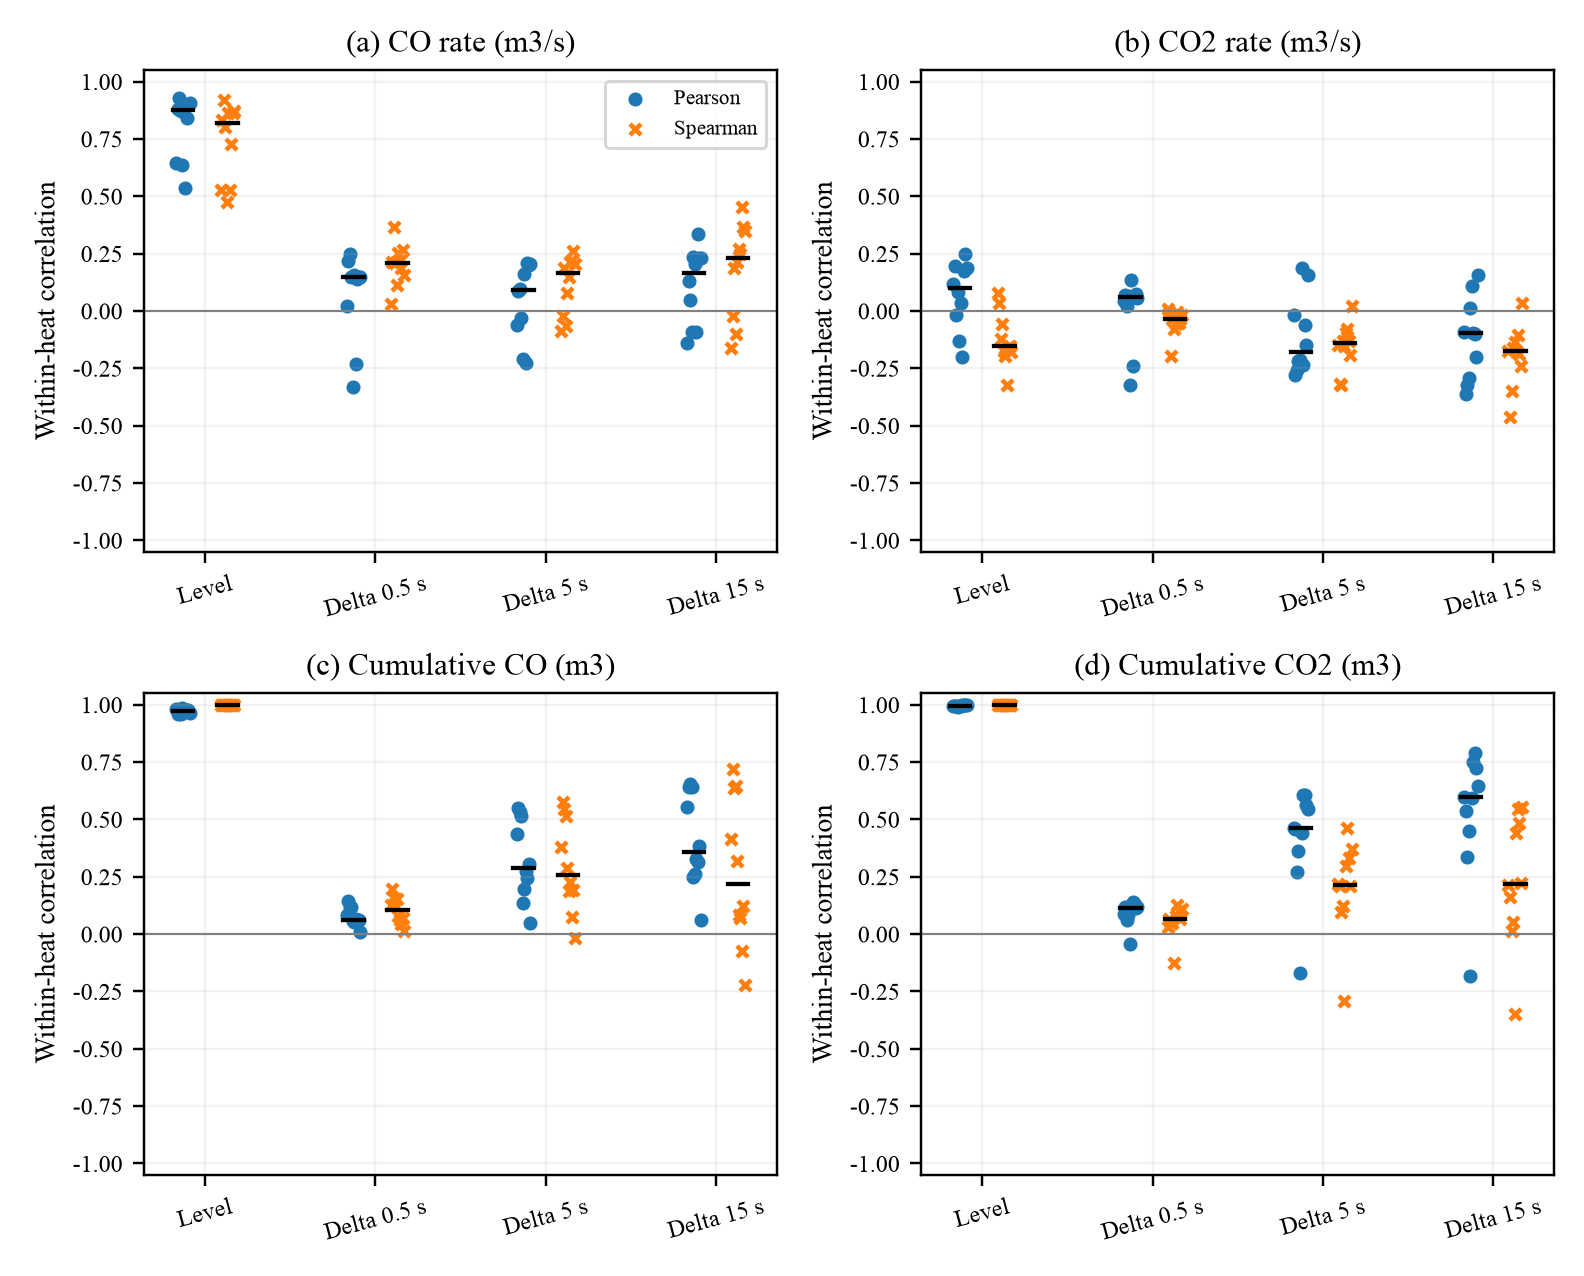 (a) CO rate (m3/s)
Within-heat correlation
1.00
0.75
0.50
0.25
0.00
-0.25
-0.50
-0.75
-1.00
Pearson
Spearman
Level
Delta 0.5 s
Delta 5 s
Delta 15 s
(b) CO2 rate (m3/s)
Within-heat correlation
1.00
0.75
0.50
0.25
0.00
-0.25
-0.50
-0.75
-1.00
Level
Delta 0.5 s
Delta 5 s
Delta 15 s
(c) Cumulative CO (m3)
Within-heat correlation
1.00
0.75
0.50
0.25
0.00
-0.25
-0.50
-0.75
-1.00
Level
Delta 0.5 s
Delta 5 s
Delta 15 s
(d) Cumulative CO2 (m3)
Within-heat correlation
1.00
0.75
0.50
0.25
0.00
-0.25
-0.50
-0.75
-1.00
Level
Delta 0.5 s
Delta 5 s
Delta 15 s